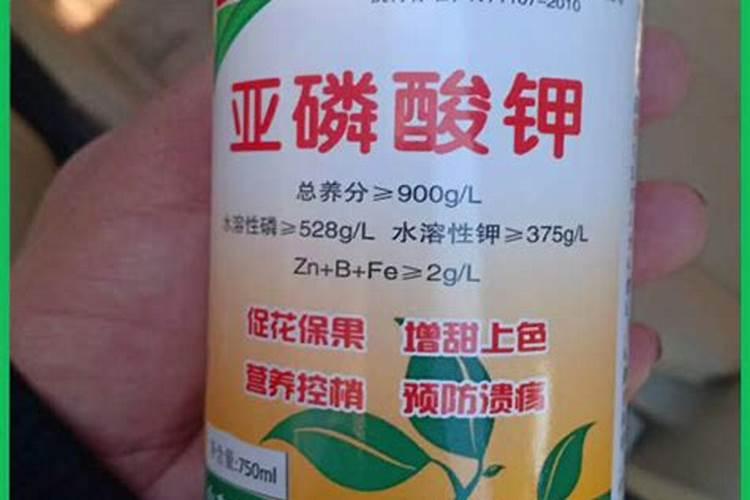 1107-2010
亚磷酸钾
总养分≥900g/L
水溶性磷≥528g/L 水溶性钾≥375g/L
Zn+B+Fe≥2g/L
促花保果 增甜上色
营养控梢 预防溃疡
净含量:750ml